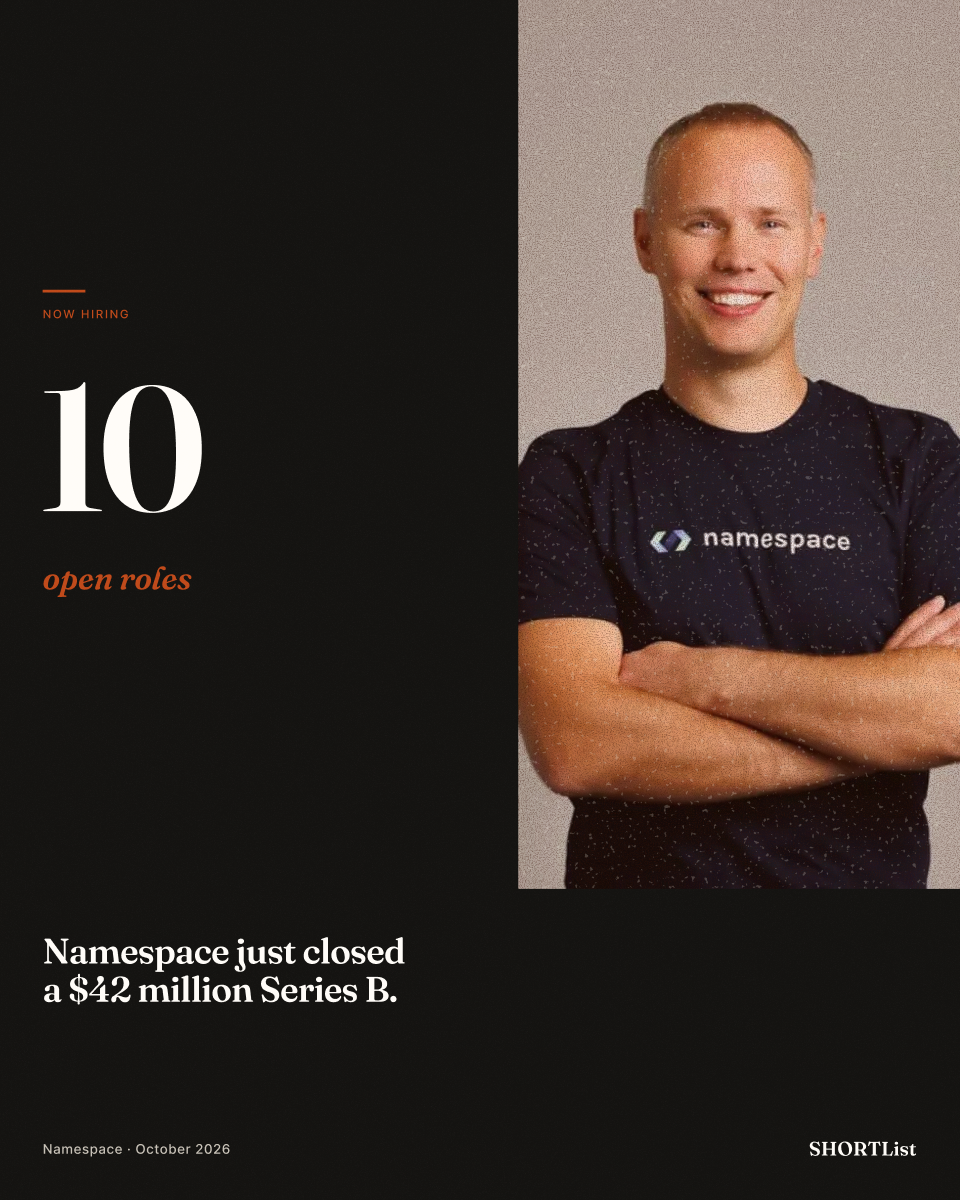 NOW HIRING
10
open roles
namespace
Namespace just closed
a $42 million Series B.
Namespace · October 2026
SHORTList